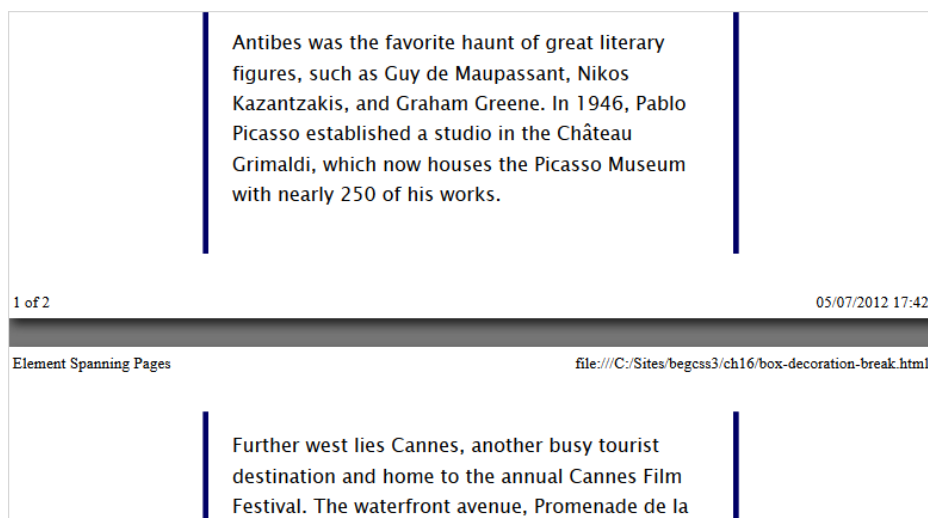 Antibes was the favorite haunt of great literary
figures, such as Guy de Maupassant, Nikos
Kazantzakis, and Graham Greene. In 1946, Pablo
Picasso established a studio in the Château
Grimaldi, which now houses the Picasso Museum
with nearly 250 of his works.
1 of 2
05/07/2012 17:42
Element Spanning Pages
file:///C:/Sites/begcss3/ch16/box-decoration-break.html
Further west lies Cannes, another busy tourist
destination and home to the annual Cannes Film
Festival. The waterfront avenue, Promenade de la